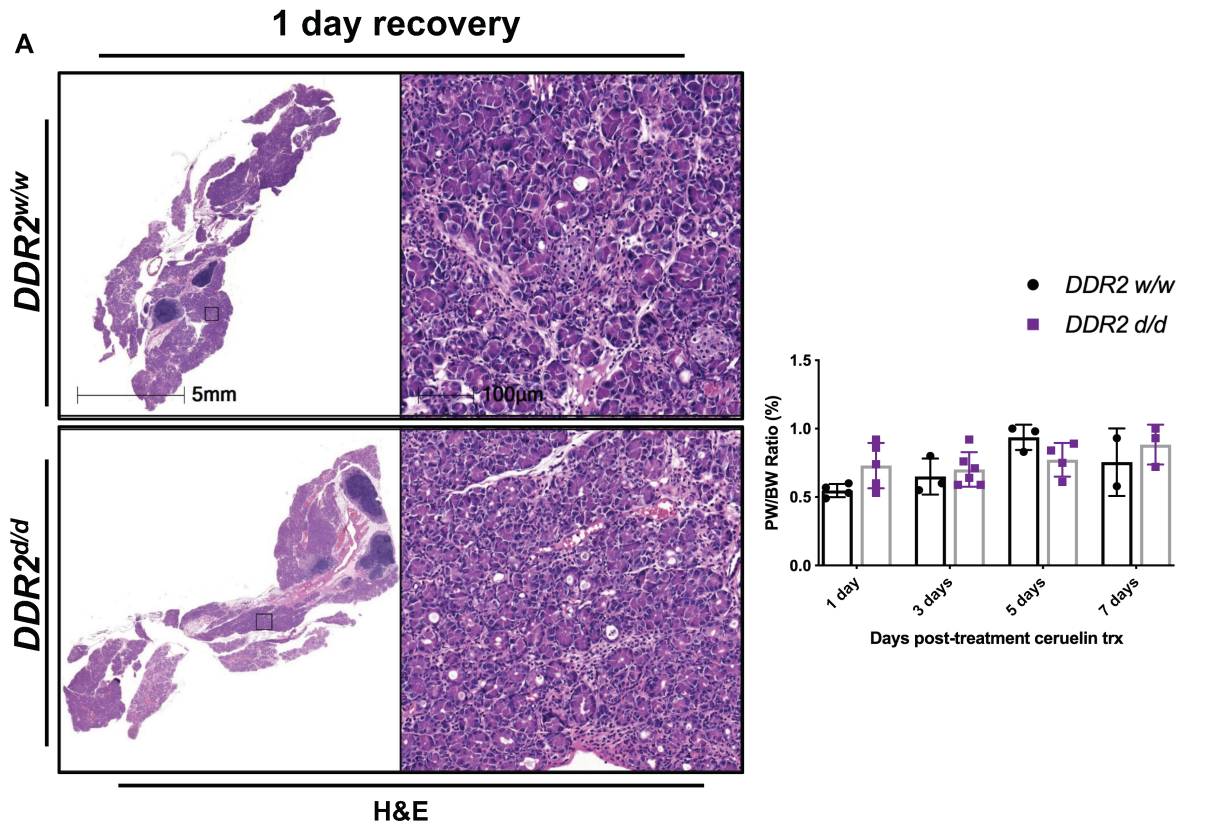 1 day recovery
A
DDR2w/w
5mm
100µm
DDR2d/d
H&E
DDR2 w/w
DDR2 d/d
PW/BW Ratio (%)
1.5
1.0
0.5
0.0
1 day
3 days
5 days
7 days
Days post-treatment ceruelin trx